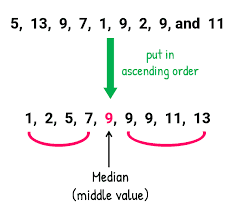 5, 13, 9, 7, 1, 9, 2, 9, and 11
put in
ascending order
1, 2, 5, 7, 9, 9, 9, 11, 13
Median
(middle value)